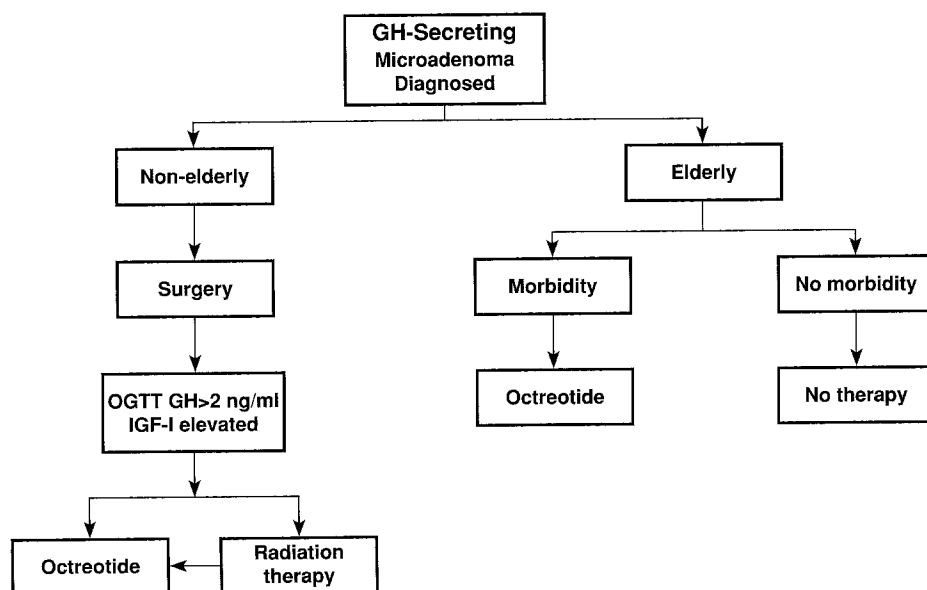 GH-Secreting
Microadenoma
Diagnosed
Non-elderly
Elderly
Surgery
Morbidity
No morbidity
OGTT GH>2 ng/ml
IGF-I elevated
Octreotide
No therapy
Octreotide
Radiation
therapy